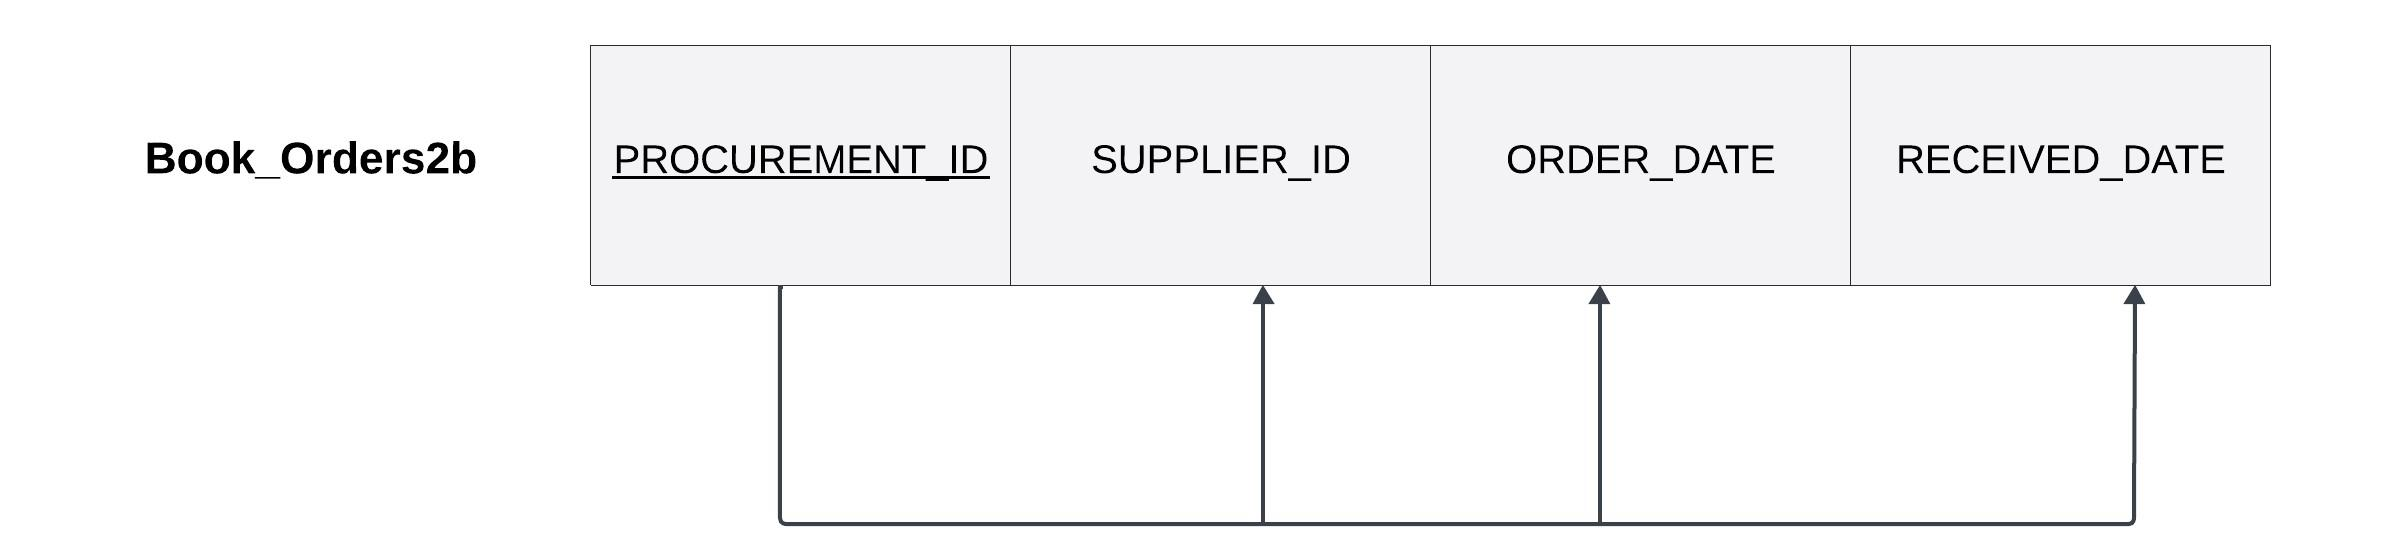 Book_Orders2b
PROCUREMENT_ID
SUPPLIER_ID
ORDER_DATE
RECEIVED_DATE